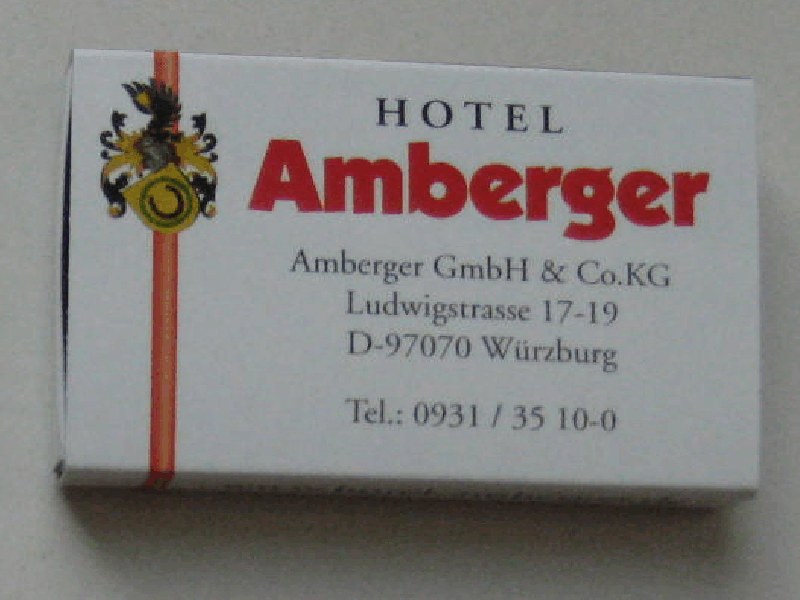 HOTEL
Amberger
Amberger GmbH & Co.KG
Ludwigstrasse 17-19
D-97070 Würzburg
Tel.: 0931 / 35 10-0